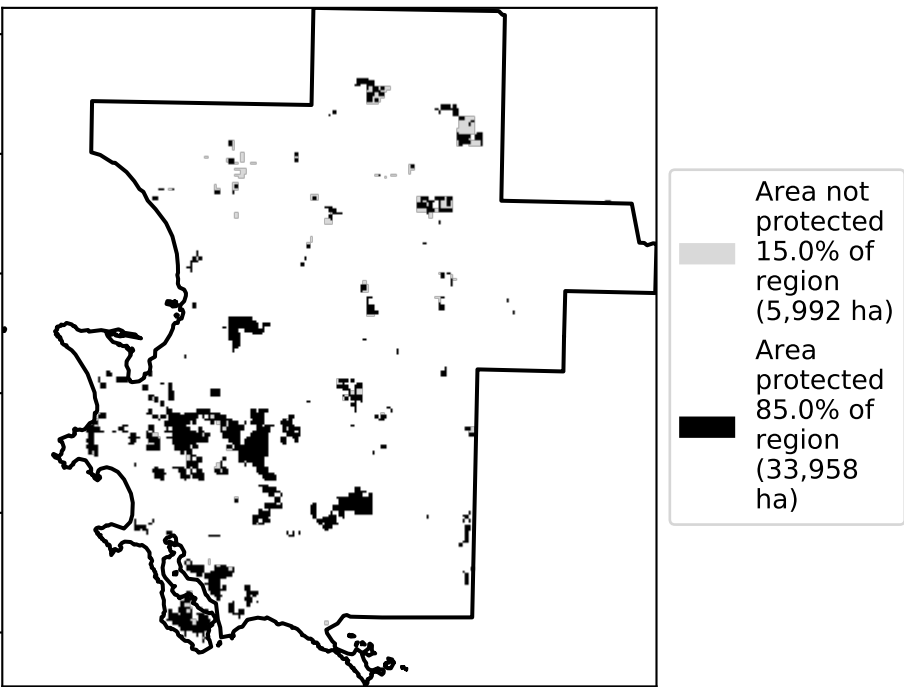 Area not
protected
15.0% of
region
(5,992 ha)
Area
protected
85.0% of
region
(33,958
ha)